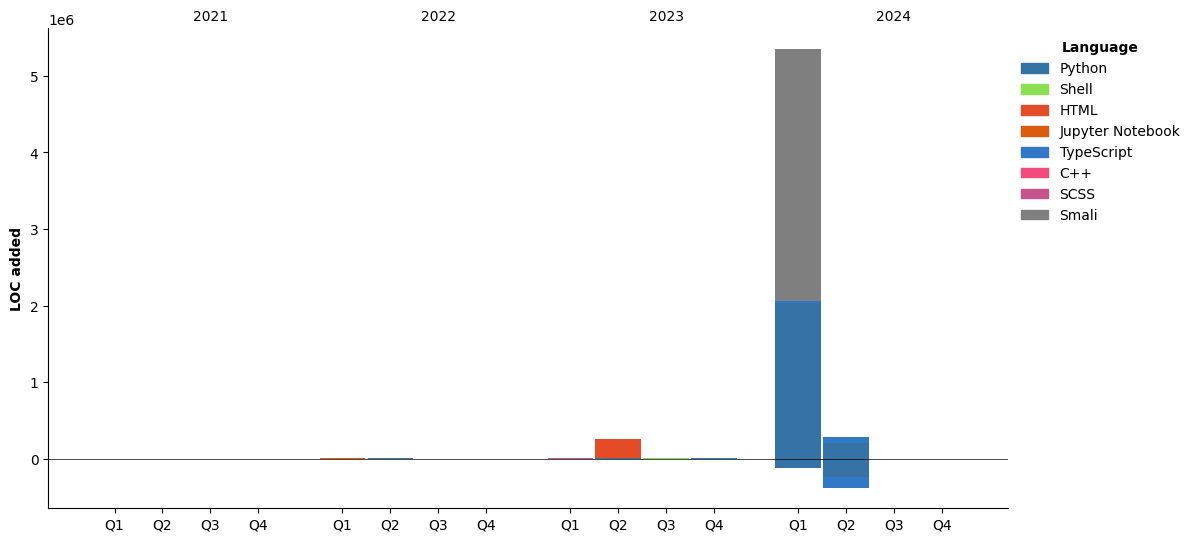 1e6
2021 2022 2023 2024
Language
Python
Shell
HTML
Jupyter Notebook
TypeScript
C++
SCSS
Smali
LOC added
5
4
3
2
1
0
Q1 Q2 Q3 Q4 Q1 Q2 Q3 Q4 Q1 Q2 Q3 Q4 Q1 Q2 Q3 Q4